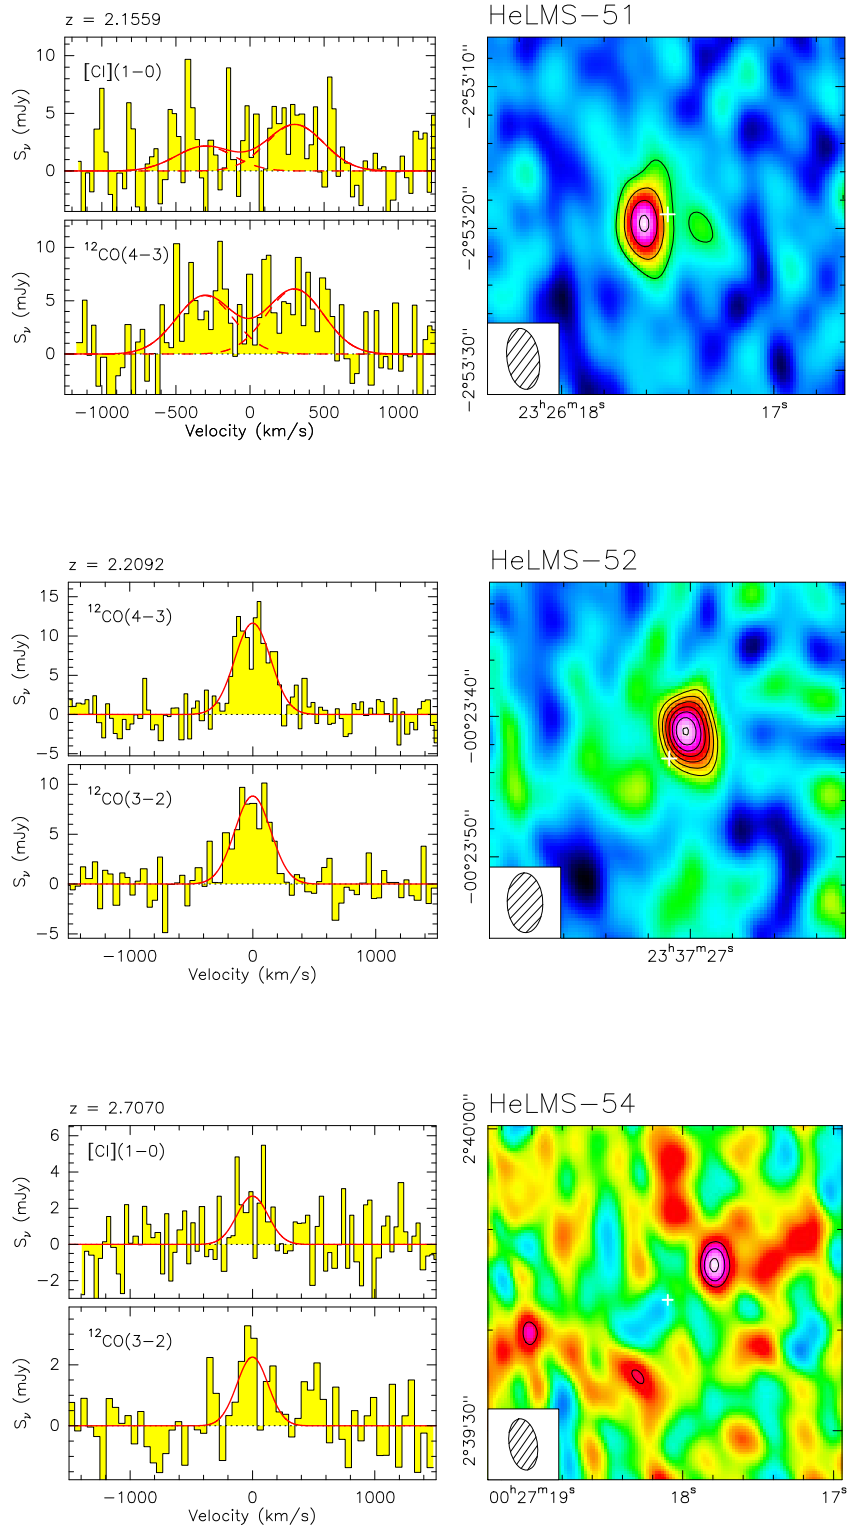 z = 2.1559
HeLMS−51
[CI](1−0)
10
5
0
S_ν (mJy)
¹²CO(4−3)
10
5
0
S_ν (mJy)
−1000 −500 0 500 1000
Velocity (km/s)
−2°53'10''
−2°53'20''
−2°53'30''
23ʰ26ᵐ18ˢ 17ˢ
z = 2.2092
HeLMS−52
¹²CO(4−3)
15
10
5
0
−5
S_ν (mJy)
¹²CO(3−2)
10
5
0
−5
S_ν (mJy)
−1000 0 1000
Velocity (km/s)
−00°23'40''
−00°23'50''
23ʰ37ᵐ27ˢ
z = 2.7070
HeLMS−54
[CI](1−0)
6
4
2
0
−2
S_ν (mJy)
¹²CO(3−2)
2
0
S_ν (mJy)
−1000 0 1000
Velocity (km/s)
2°40'00''
2°39'30''
00ʰ27ᵐ19ˢ 18ˢ 17ˢ